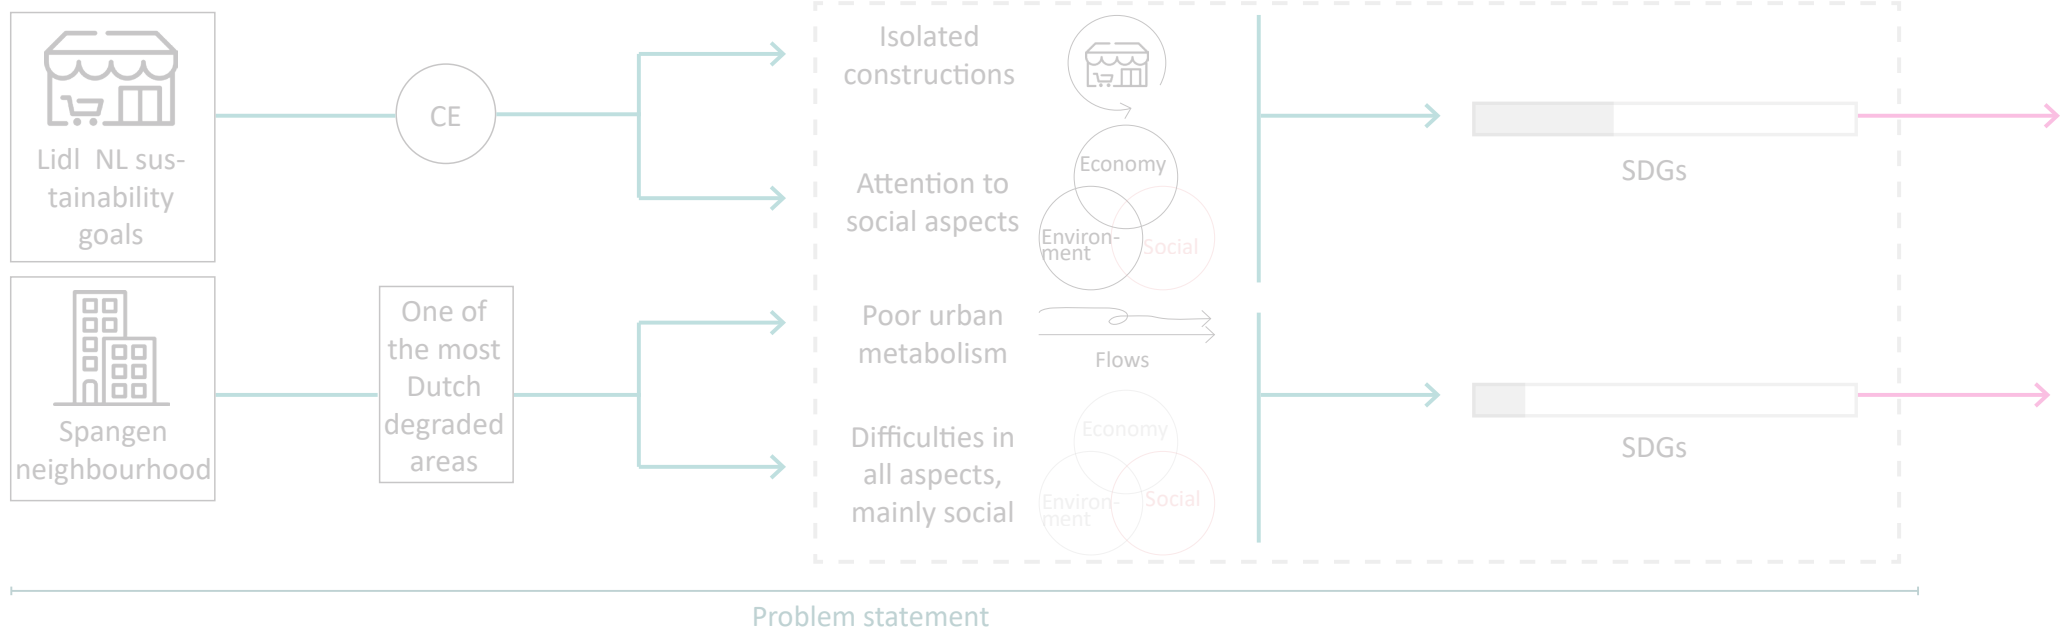 Lidl NL sus-
tainability
goals
CE
Isolated
constructions
Attention to
social aspects
Economy
Environ-
ment
Social
SDGs
Spangen
neighbourhood
One of
the most
Dutch
degraded
areas
Poor urban
metabolism
Flows
Difficulties in
all aspects,
mainly social
Economy
Environ-
ment
Social
SDGs
Problem statement